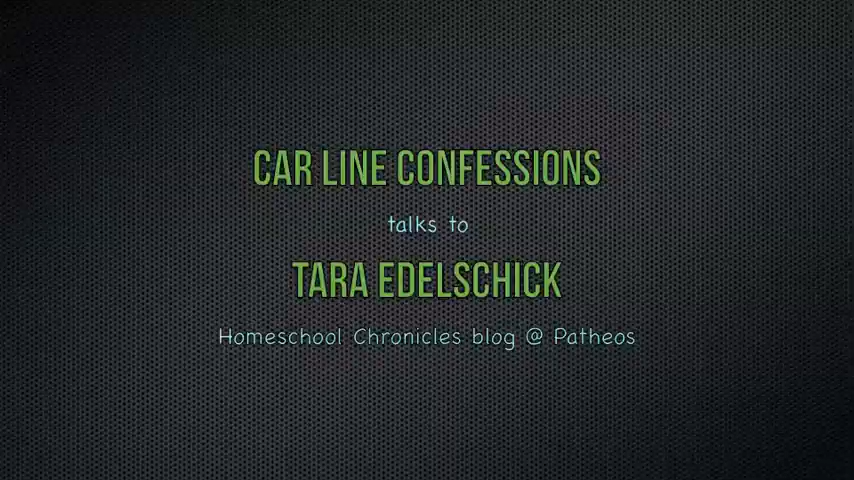 CAR LINE CONFESSIONS
talks to
TARA EDELSCHICK
Homeschool Chronicles blog @ Patheos